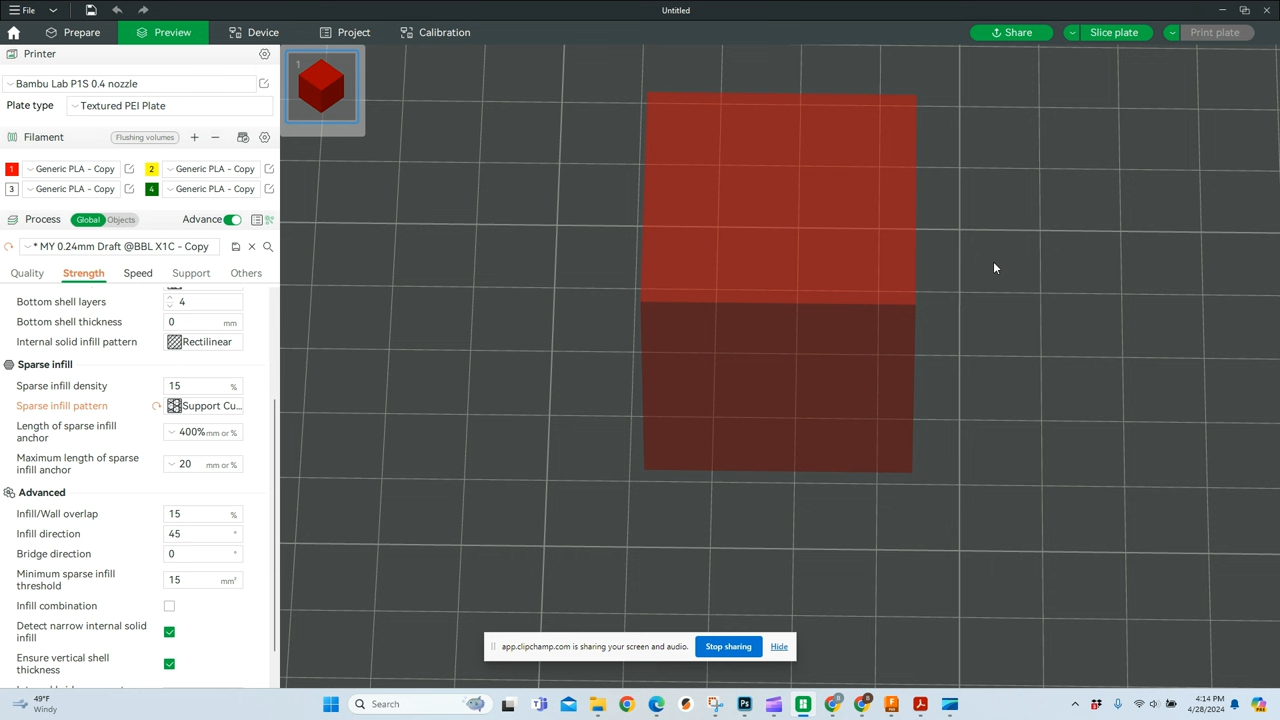 File
Untitled
Prepare
Preview
Device
Project
Calibration
Share
Slice plate
Print plate
Printer
Bambu Lab P1S 0.4 nozzle
Plate type
Textured PEI Plate
Filament
Flushing volumes
1 Generic PLA - Copy
2 Generic PLA - Copy
3 Generic PLA - Copy
4 Generic PLA - Copy
Process
Global
Objects
Advance
* MY 0.24mm Draft @BBL X1C - Copy
Quality
Strength
Speed
Support
Others
Bottom shell layers 4
Bottom shell thickness 0 mm
Internal solid infill pattern Rectilinear
Sparse infill
Sparse infill density 15 %
Sparse infill pattern Support Cu...
Length of sparse infill
anchor
400% mm or %
Maximum length of sparse
infill anchor
20 mm or %
Advanced
Infill/Wall overlap 15 %
Infill direction 45 °
Bridge direction 0 °
Minimum sparse infill
threshold
15 mm²
Infill combination
Detect narrow internal solid
infill
Ensure vertical shell
thickness
1
app.clipchamp.com is sharing your screen and audio.
Stop sharing
Hide
49°F
Windy
Search
4:14 PM
4/28/2024